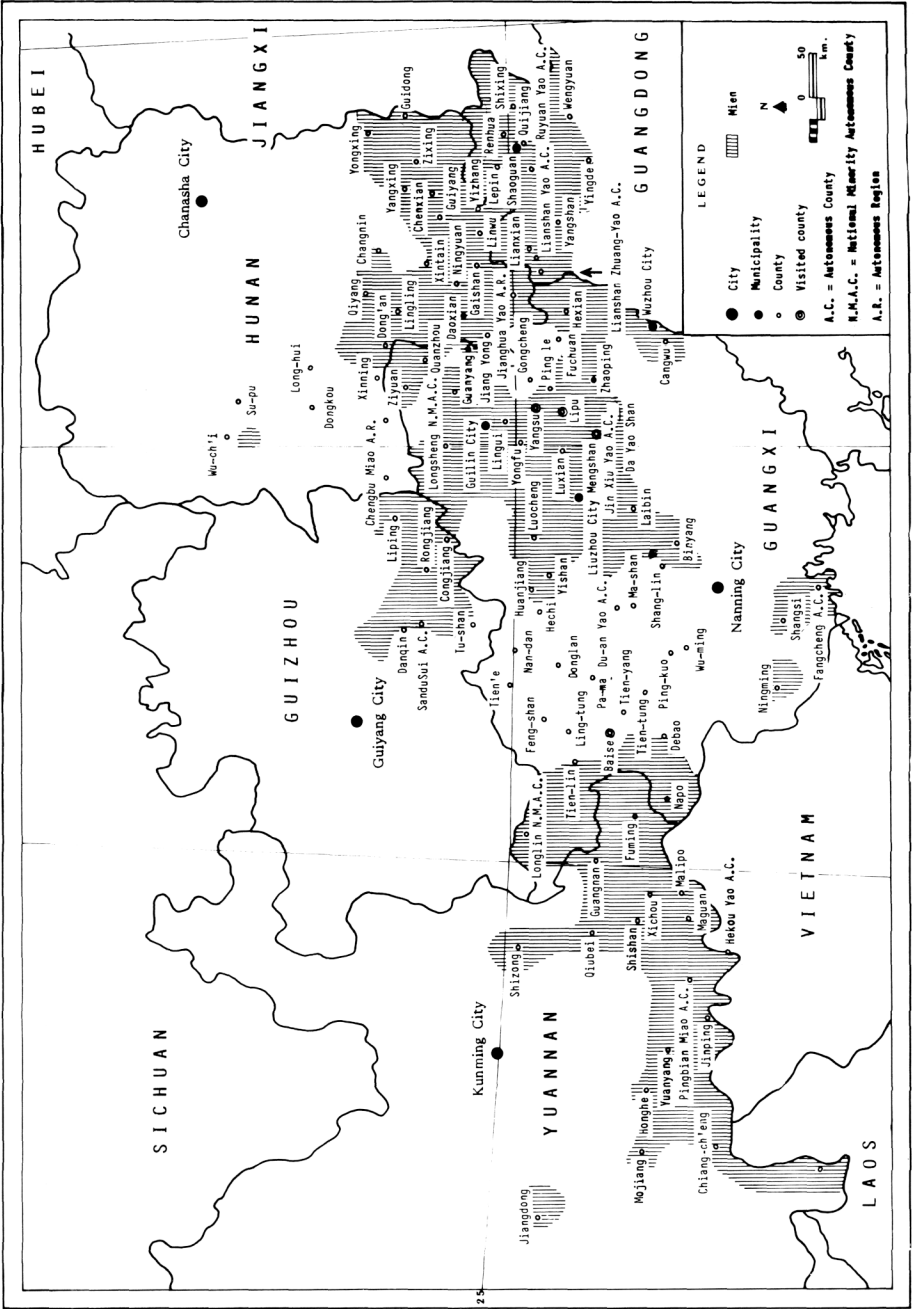 HUBEI
SICHUAN
HUNAN
JIANGXI
GUIZHOU
YUANNAN
GUANGXI
GUANGDONG
VIETNAM
LAOS
25
Chanasha City
Guiyang City
Kunming City
Nanning City
Wu-ch'i
Su-pu
Long-hui
Dongkou
Yongxing
Guidong
Zixing
Yangxing
Chenxian
Guiyang
Yizhang
Renhua
Shixing
Lepin
Shaoguan
Quijiang
Ruyuan Yao A.C.
Wengyuan
Lianshan Yao A.C.
Yangshan
Yingde
Lianxian
Linwu
Ningyuan
Xintain
Changnin
Qiyang
Dong'an
Lingling
Daoxian
Gaishan
Jianghua Yao A.R.
Jiang Yong
Xinning
Ziyuan
Quanzhou
Guanyang
Chengbu Miao A.R.
Longsheng N.M.A.C.
Guilin City
Lingui
Yongfu
Yangsu
Gongcheng
Ping le
Fuchuan
Hexian
Lianshan Zhuang-Yao A.C.
Zhaoping
Wuzhou City
Cangwu
Lipu
Luxian
Luocheng
Liuzhou City
Mengshan
Jin Xiu Yao A.C.
Da Yao Shan
Laibin
Binyang
Shang-lin
Ma-shan
Liping
Rongjiang
Congjiang
Danqin
SanduSui A.C.
Tu-shan
Huanjiang
Yishan
Hechi
Nan-dan
Tien'e
Donglan
Feng-shan
Ling-tung
Pa-ma
Du-an Yao A.C.
Tien-yang
Baise
Tien-tung
Ping-kuo
Wu-ming
Debao
Tien-lin
Longlin N.M.A.C.
Napo
Fuming
Guangnan
Malipo
Xichou
Maguan
Hekou Yao A.C.
Shishan
Qiubei
Shizong
Pingbian Miao A.C.
Jinping
Yuanyang
Honghe
Mojiang
Chiang-ch'eng
Jiangdong
Ningming
Shangsi
Fangcheng A.C.
LEGEND
City
Municipality
County
Visited county
Mien
N
0 50
km.
A.C. = Autonomous County
N.M.A.C. = National Minority Autonomous County
A.R. = Autonomous Region